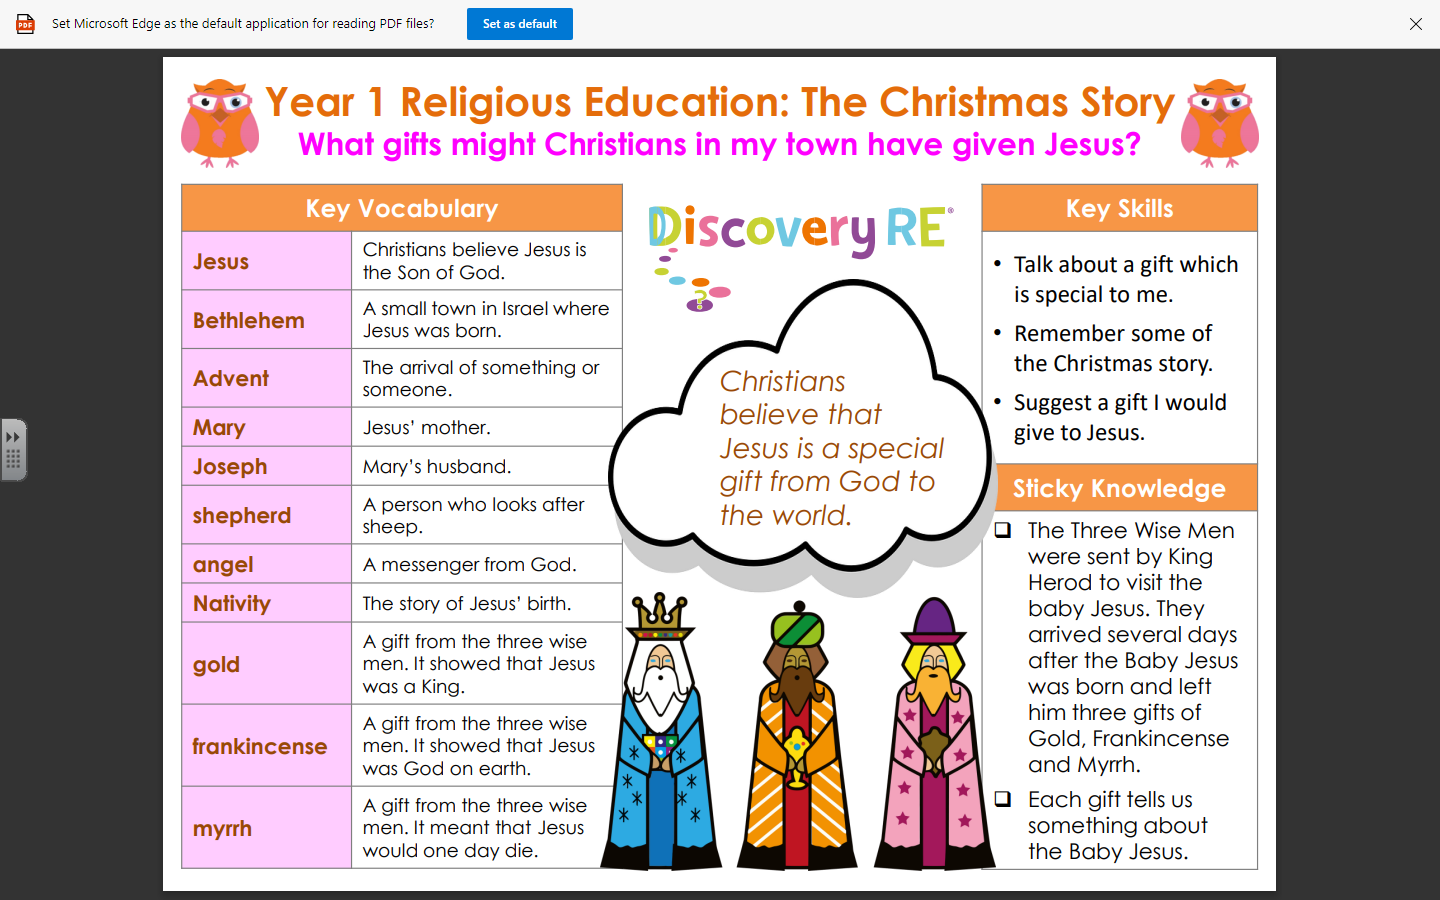 Set Microsoft Edge as the default application for reading PDF files?
Set as default
Year 1 Religious Education: The Christmas Story
What gifts might Christians in my town have given Jesus?
Key Vocabulary
Jesus
Christians believe Jesus is
the Son of God.
Bethlehem
A small town in Israel where
Jesus was born.
Advent
The arrival of something or
someone.
Mary
Jesus’ mother.
Joseph
Mary’s husband.
shepherd
A person who looks after
sheep.
angel
A messenger from God.
Nativity
The story of Jesus’ birth.
gold
A gift from the three wise
men. It showed that Jesus
was a King.
frankincense
A gift from the three wise
men. It showed that Jesus
was God on earth.
myrrh
A gift from the three wise
men. It meant that Jesus
would one day die.
Discovery RE®
?
Christians
believe that
Jesus is a special
gift from God to
the world.
Key Skills
• Talk about a gift which
is special to me.
• Remember some of
the Christmas story.
• Suggest a gift I would
give to Jesus.
Sticky Knowledge
❑ The Three Wise Men
were sent by King
Herod to visit the
baby Jesus. They
arrived several days
after the Baby Jesus
was born and left
him three gifts of
Gold, Frankincense
and Myrrh.
❑ Each gift tells us
something about
the Baby Jesus.